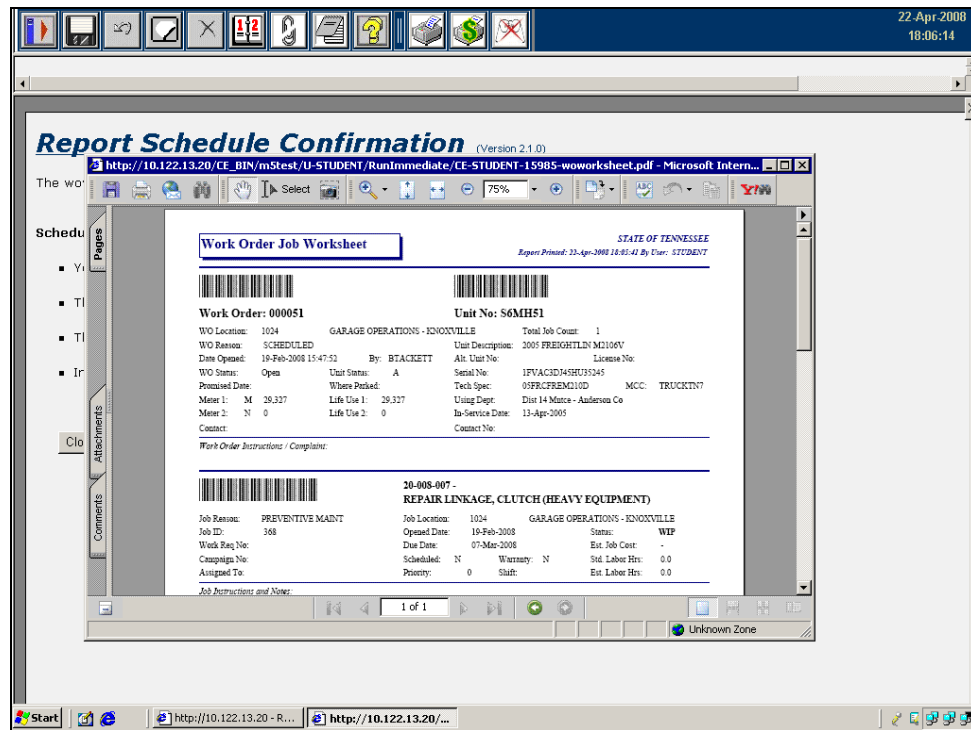 22-Apr-2008
18:06:14
Report Schedule Confirmation (Version 2.1.0)
http://10.122.13.20/CE_BIN/m5test/U-STUDENT/RunImmediate/CE-STUDENT-15985-woworksheet.pdf - Microsoft Intern...
The wo
Select
75%
Y!
Schedu
Pages
Attachments
Comments
Clo
Work Order Job Worksheet
STATE OF TENNESSEE
Report Printed: 22-Apr-2008 18:05:41 By User: STUDENT
Work Order: 000051 Unit No: S6MH51
WO Location: 1024 GARAGE OPERATIONS - KNOXVILLE Total Job Count: 1
WO Reason: SCHEDULED Unit Description: 2005 FREIGHTLIN M2106V
Date Opened: 19-Feb-2008 15:47:52 By: BTACKETT Alt. Unit No: License No:
WO Status: Open Unit Status: A Serial No: 1FVAC3DJ45HU35245
Promised Date: Where Parked: Tech Spec: 05FRCFREM210D MCC: TRUCKTN7
Meter 1: M 29,327 Life Use 1: 29,327 Using Dept: Dist 14 Mntce - Anderson Co
Meter 2: N 0 Life Use 2: 0 In-Service Date: 13-Apr-2005
Contact: Contact No:
Work Order Instructions / Complaint:
20-008-007 -
REPAIR LINKAGE, CLUTCH (HEAVY EQUIPMENT)
Job Reason: PREVENTIVE MAINT Job Location: 1024 GARAGE OPERATIONS - KNOXVILLE
Job ID: 368 Opened Date: 19-Feb-2008 Status: WIP
Work Req No: Due Date: 07-Mar-2008 Est. Job Cost: -
Campaign No: Scheduled: N Warranty: N Std. Labor Hrs: 0.0
Assigned To: Priority: 0 Shift: Est. Labor Hrs: 0.0
Job Instructions and Notes:
1 of 1
Unknown Zone
Start
http://10.122.13.20 - R...
http://10.122.13.20/...